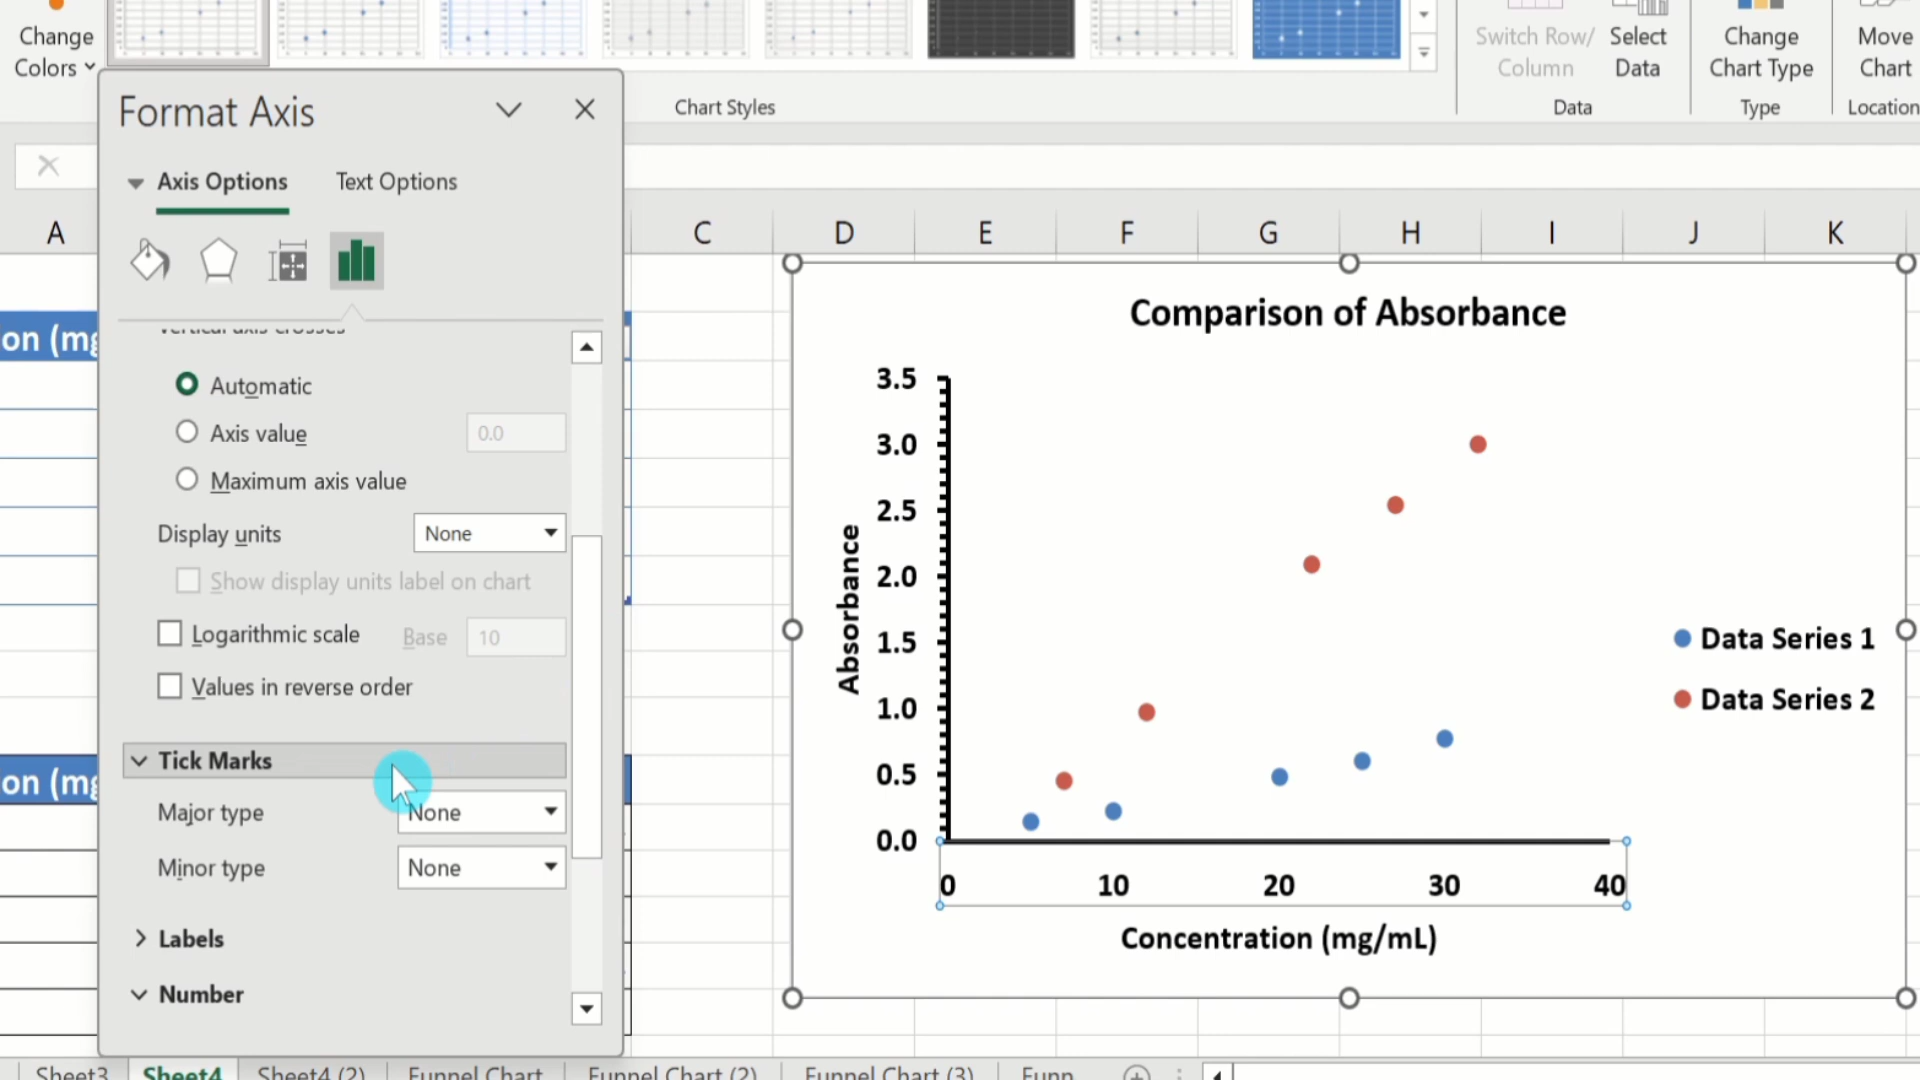 Change
Colors
Chart Styles
Switch Row/
Column
Select
Data
Data
Change
Chart Type
Type
Move
Chart
Location
Format Axis
Axis Options
Text Options
A
C
D
E
F
G
H
I
J
K
on (mg
on (mg
Vertical axis crosses
Automatic
Axis value
0.0
Maximum axis value
Display units
None
Show display units label on chart
Logarithmic scale
Base
10
Values in reverse order
Tick Marks
Major type
None
Minor type
None
Labels
Number
Comparison of Absorbance
Absorbance
3.5
3.0
2.5
2.0
1.5
1.0
0.5
0.0
0 10 20 30 40
Concentration (mg/mL)
Data Series 1
Data Series 2
Sheet3
Sheet4
Sheet4 (2)
Funnel Chart
Funnel Chart (2)
Funnel Chart (3)
Funn